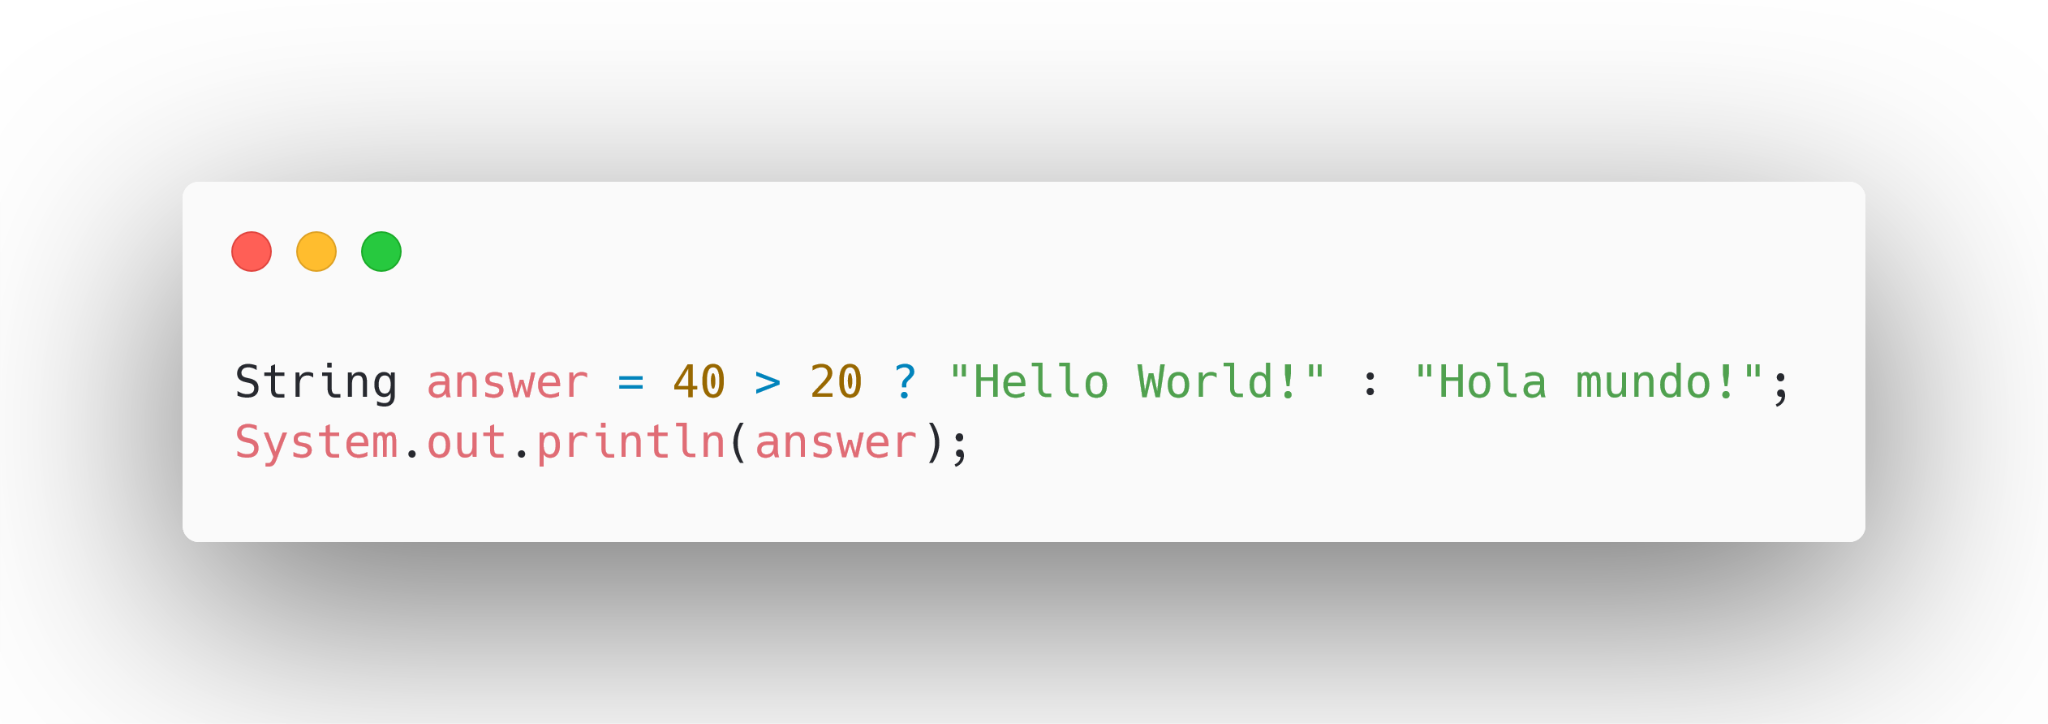 String answer = 40 > 20 ? "Hello World!" : "Hola mundo!";
System.out.println(answer);